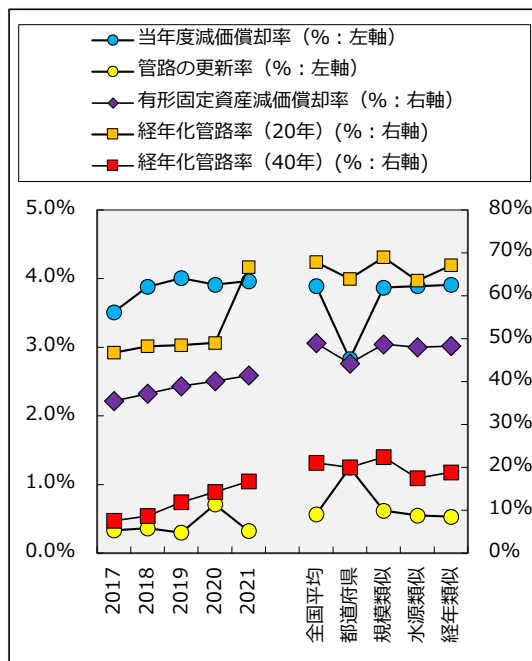 当年度減価償却率（%：左軸）
管路の更新率（%：左軸）
有形固定資産減価償却率（%：右軸）
経年化管路率（20年）(%：右軸)
経年化管路率（40年）(%：右軸)
5.0%
4.0%
3.0%
2.0%
1.0%
0.0%
80%
70%
60%
50%
40%
30%
20%
10%
0%
2017
2018
2019
2020
2021
全国平均
都道府県
規模類似
水源類似
経年類似